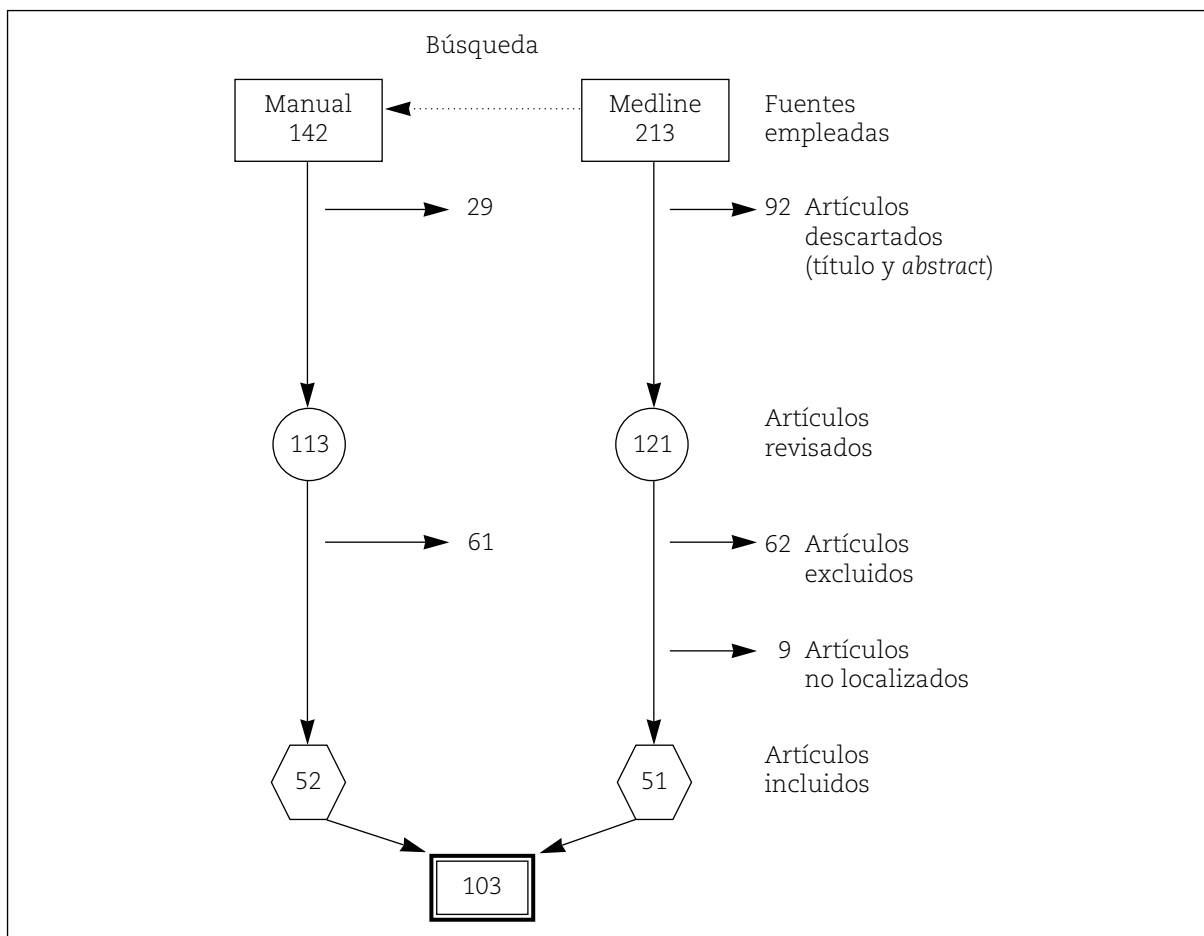 Búsqueda
Manual
142
Medline
213
Fuentes
empleadas
29
92 Artículos
descartados
(título y abstract)
113
121
Artículos
revisados
61
62 Artículos
excluidos
9 Artículos
no localizados
52
51
Artículos
incluidos
103